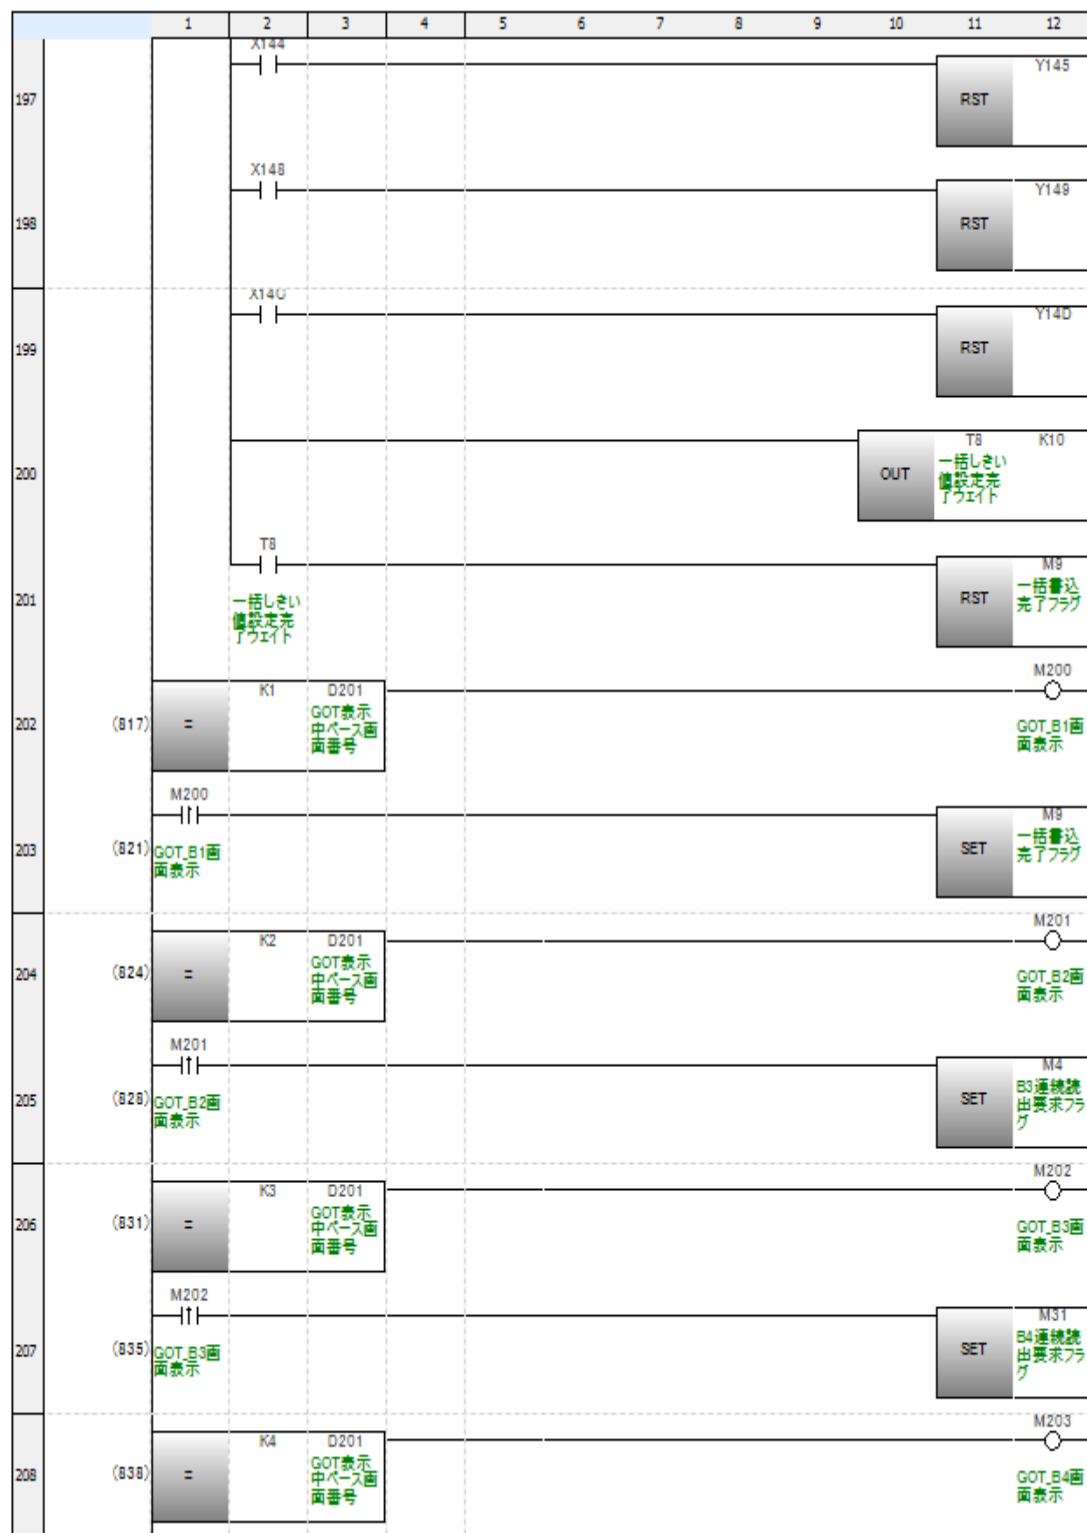 1 2 3 4 5 6 7 8 9 10 11 12
X144
Y145
197
RST
X148
Y149
198
RST
X14C
Y14D
199
RST
T8 K10
200
OUT
一括しきい
値設定完
了ウエイト
T8
M9
201
一括しきい
値設定完
了ウエイト
RST
一括書込
完了フラグ
M200
K1 D201
202
(817)
=
GOT表示
中ベース画
面番号
GOT_B1画
面表示
M200
M9
203
(821)
GOT_B1画
面表示
SET
一括書込
完了フラグ
M201
K2 D201
204
(824)
=
GOT表示
中ベース画
面番号
GOT_B2画
面表示
M201
M4
205
(828)
GOT_B2画
面表示
SET
B3連続読
出要求フラ
グ
M202
K3 D201
206
(831)
=
GOT表示
中ベース画
面番号
GOT_B3画
面表示
M202
M31
207
(835)
GOT_B3画
面表示
SET
B4連続読
出要求フラ
グ
M203
K4 D201
208
(838)
=
GOT表示
中ベース画
面番号
GOT_B4画
面表示